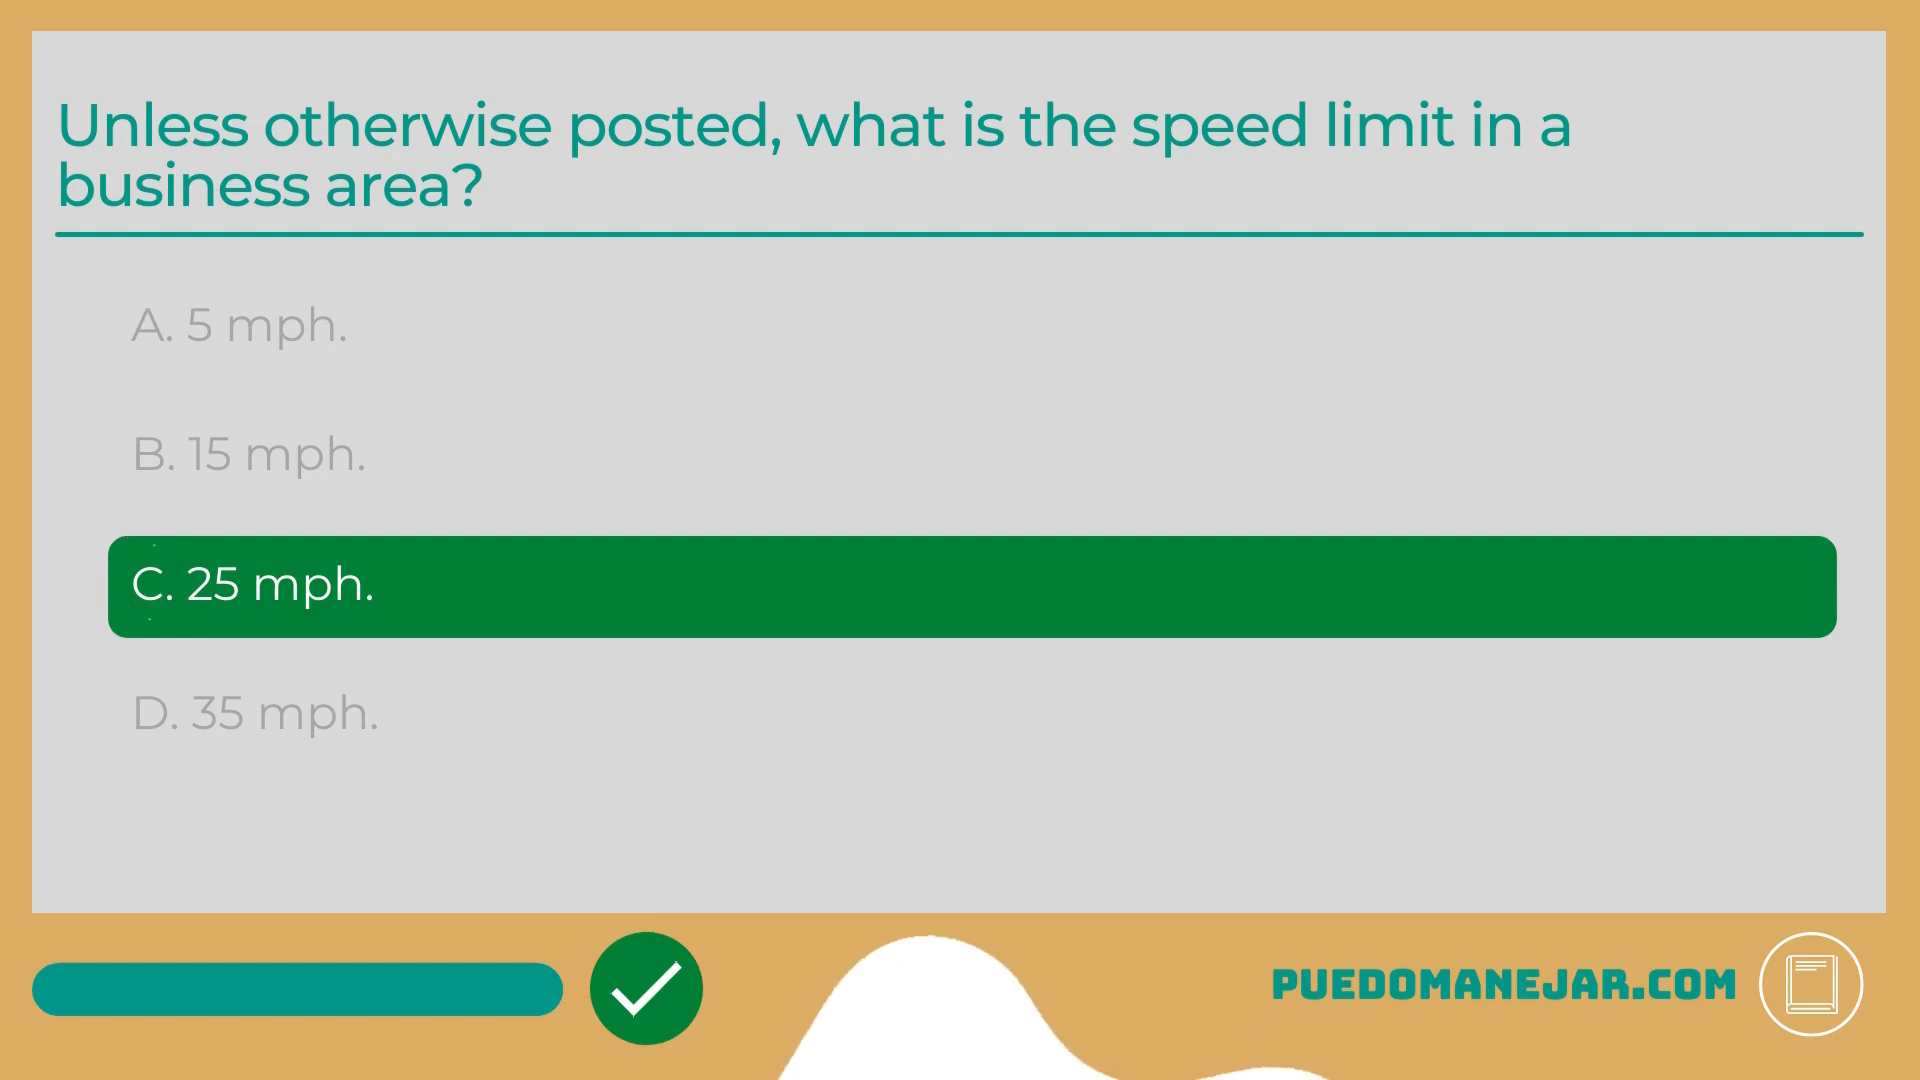 Unless otherwise posted, what is the speed limit in a
business area?
A. 5 mph.
B. 15 mph.
C. 25 mph.
D. 35 mph.
PUEDOMANEJAR.COM